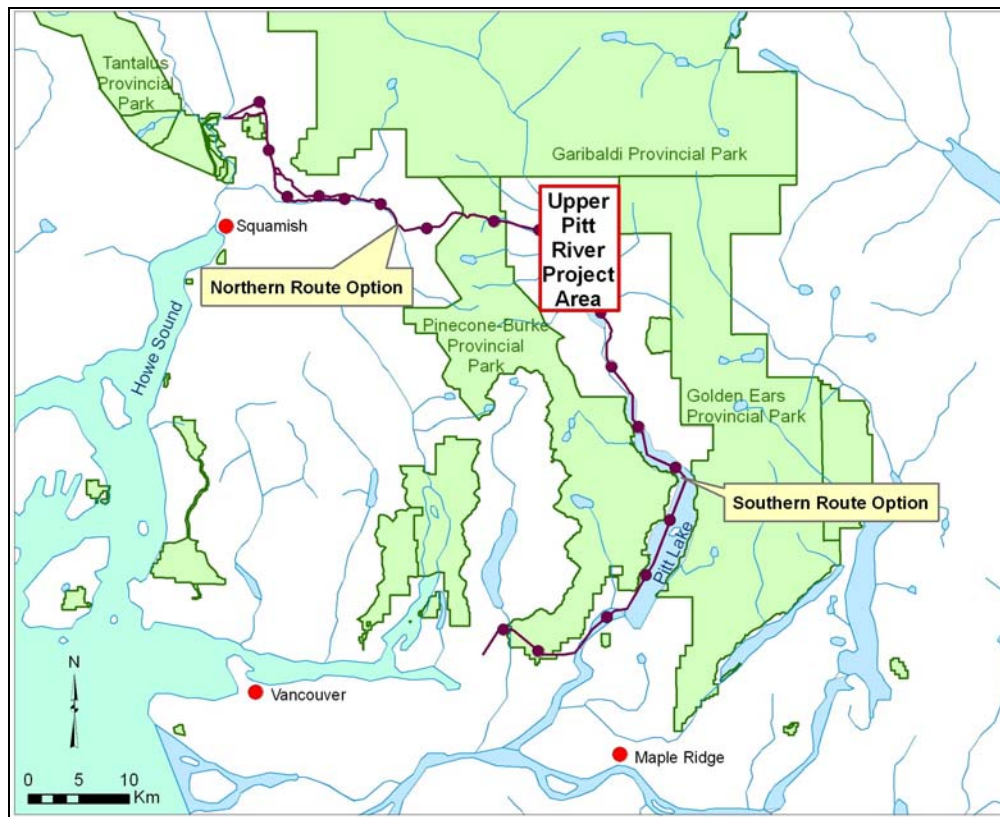 Tantalus
Provincial
Park
Garibaldi Provincial Park
Upper
Pitt
River
Project
Area
Squamish
Northern Route Option
Howe Sound
Pinecone-Burke
Provincial
Park
Golden Ears
Provincial Park
Southern Route Option
Pitt Lake
N
Vancouver
Maple Ridge
0 5 10
Km